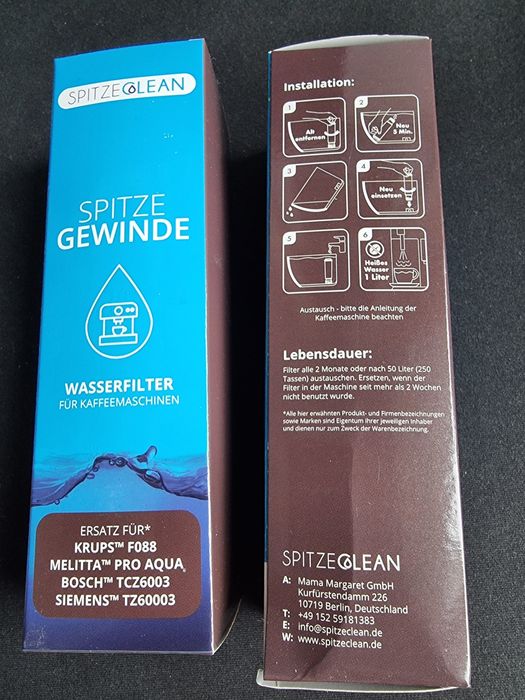 SPITZECLEAN
SPITZE
GEWINDE
WASSERFILTER
FÜR KAFFEEMASCHINEN
ERSATZ FÜR*
KRUPS™ F088
MELITTA™ PRO AQUA
BOSCH™ TCZ6003
SIEMENS™ TZ60003
Installation:
1
Alt
entfernen
2
Neu
5 Min.
3
4
Neu
einsetzen
5
6
Heißes
Wasser
1 Liter
Austausch - bitte die Anleitung der
Kaffeemaschine beachten
Lebensdauer:
Filter alle 2 Monate oder nach 50 Liter (250
Tassen) austauschen. Ersetzen, wenn der
Filter in der Maschine seit mehr als 2 Wochen
nicht benutzt wurde.
*Alle hier erwähnten Produkt- und Firmenbezeichnungen
sowie Marken sind Eigentum Ihrer jeweiligen Inhaber
und dienen nur zum Zweck der Warenbezeichnung.
SPITZECLEAN
A: Mama Margaret GmbH
Kurfürstendamm 226
10719 Berlin, Deutschland
T: +49 152 59181383
E: info@spitzeclean.de
W: www.spitzeclean.de